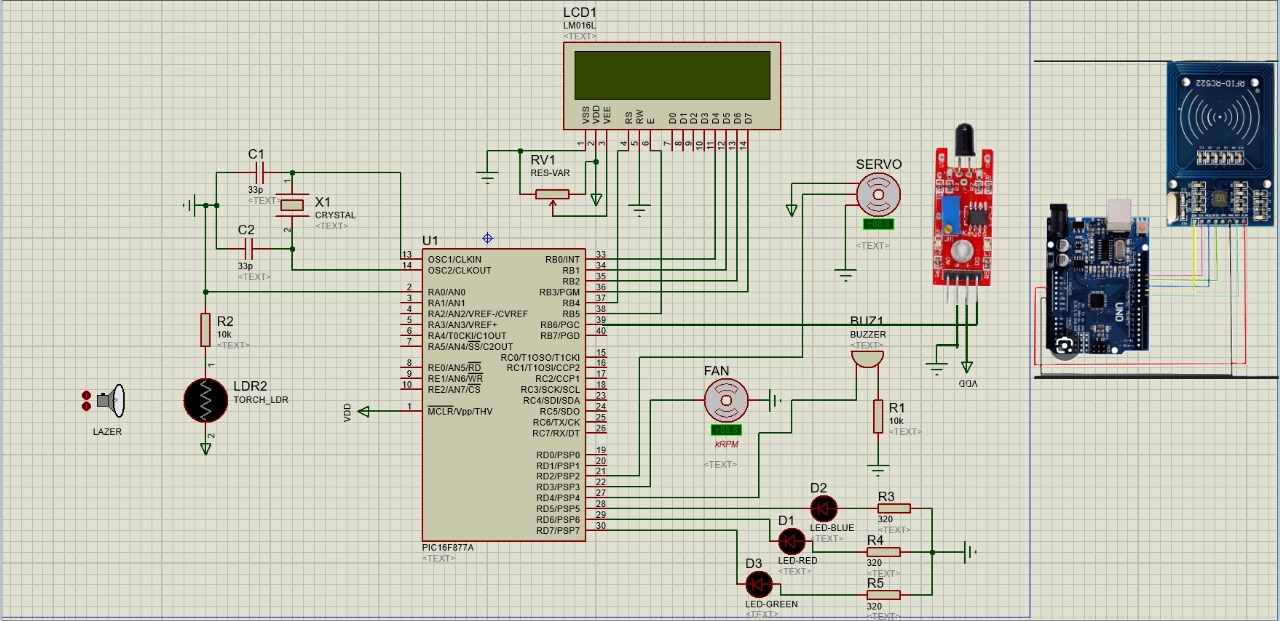 LCD1
LM016L
<TEXT>
VSS
VDD
VEE
RS
RW
E
D0
D1
D2
D3
D4
D5
D6
D7
1
2
3
4
5
6
7
8
9
10
11
12
13
14
RV1
RES-VAR
C1
33p
<TEXT>
1
X1
CRYSTAL
<TEXT>
2
C2
33p
<TEXT>
R2
10k
<TEXT>
1
LDR2
TORCH_LDR
2
LAZER
VDD
U1
13 OSC1/CLKIN
14 OSC2/CLKOUT
2 RA0/AN0
3 RA1/AN1
4 RA2/AN2/VREF-/CVREF
5 RA3/AN3/VREF+
6 RA4/T0CKI/C1OUT
7 RA5/AN4/SS/C2OUT
8 RE0/AN5/RD
9 RE1/AN6/WR
10 RE2/AN7/CS
1 MCLR/Vpp/THV
RB0/INT 33
RB1 34
RB2 35
RB3/PGM 36
RB4 37
RB5 38
RB6/PGC 39
RB7/PGD 40
RC0/T1OSO/T1CKI 15
RC1/T1OSI/CCP2 16
RC2/CCP1 17
RC3/SCK/SCL 18
RC4/SDI/SDA 23
RC5/SDO 24
RC6/TX/CK 25
RC7/RX/DT 26
RD0/PSP0 19
RD1/PSP1 20
RD2/PSP2 21
RD3/PSP3 22
RD4/PSP4 27
RD5/PSP5 28
RD6/PSP6 29
RD7/PSP7 30
PIC16F877A
<TEXT>
SERVO
<TEXT>
BUZ1
BUZZER
<TEXT>
FAN
kRPM
<TEXT>
R1
10k
<TEXT>
VDD
D2
LED-BLUE
<TEXT>
R3
320
<TEXT>
D1
LED-RED
<TEXT>
R4
320
<TEXT>
D3
LED-GREEN
<TEXT>
R5
320
<TEXT>
RFID-RC522
UNO